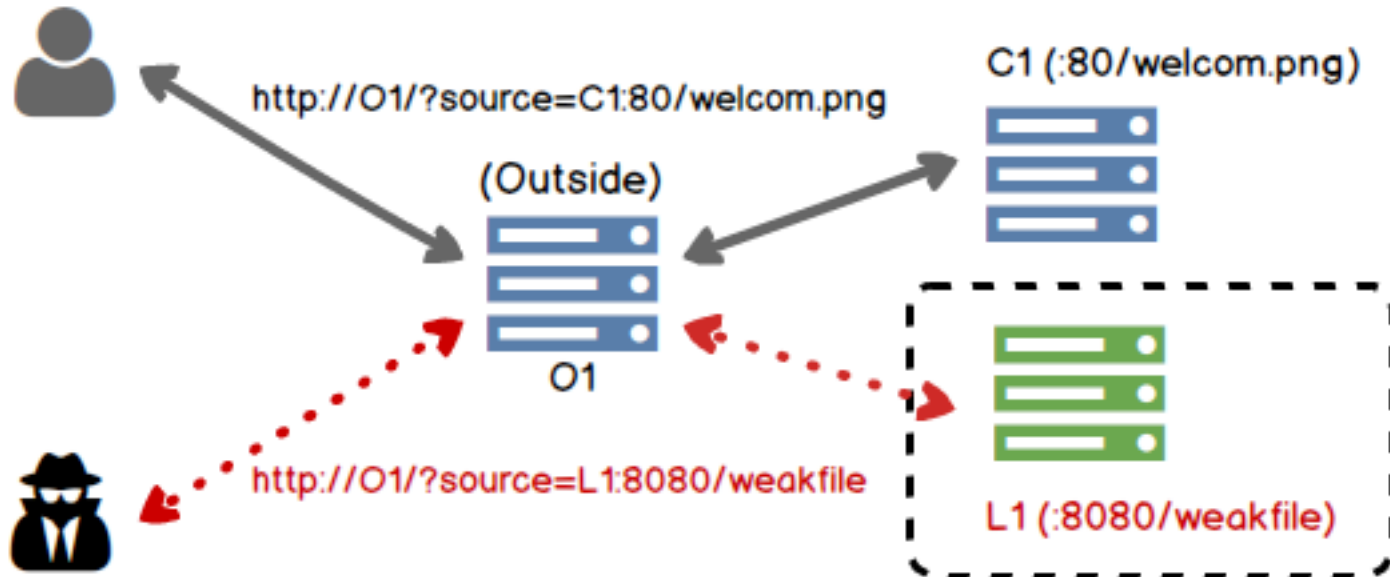 C1 (:80/welcom.png)
http://O1/?source=C1:80/welcom.png
(Outside)
O1
http://O1/?source=L1:8080/weakfile
L1 (:8080/weakfile)